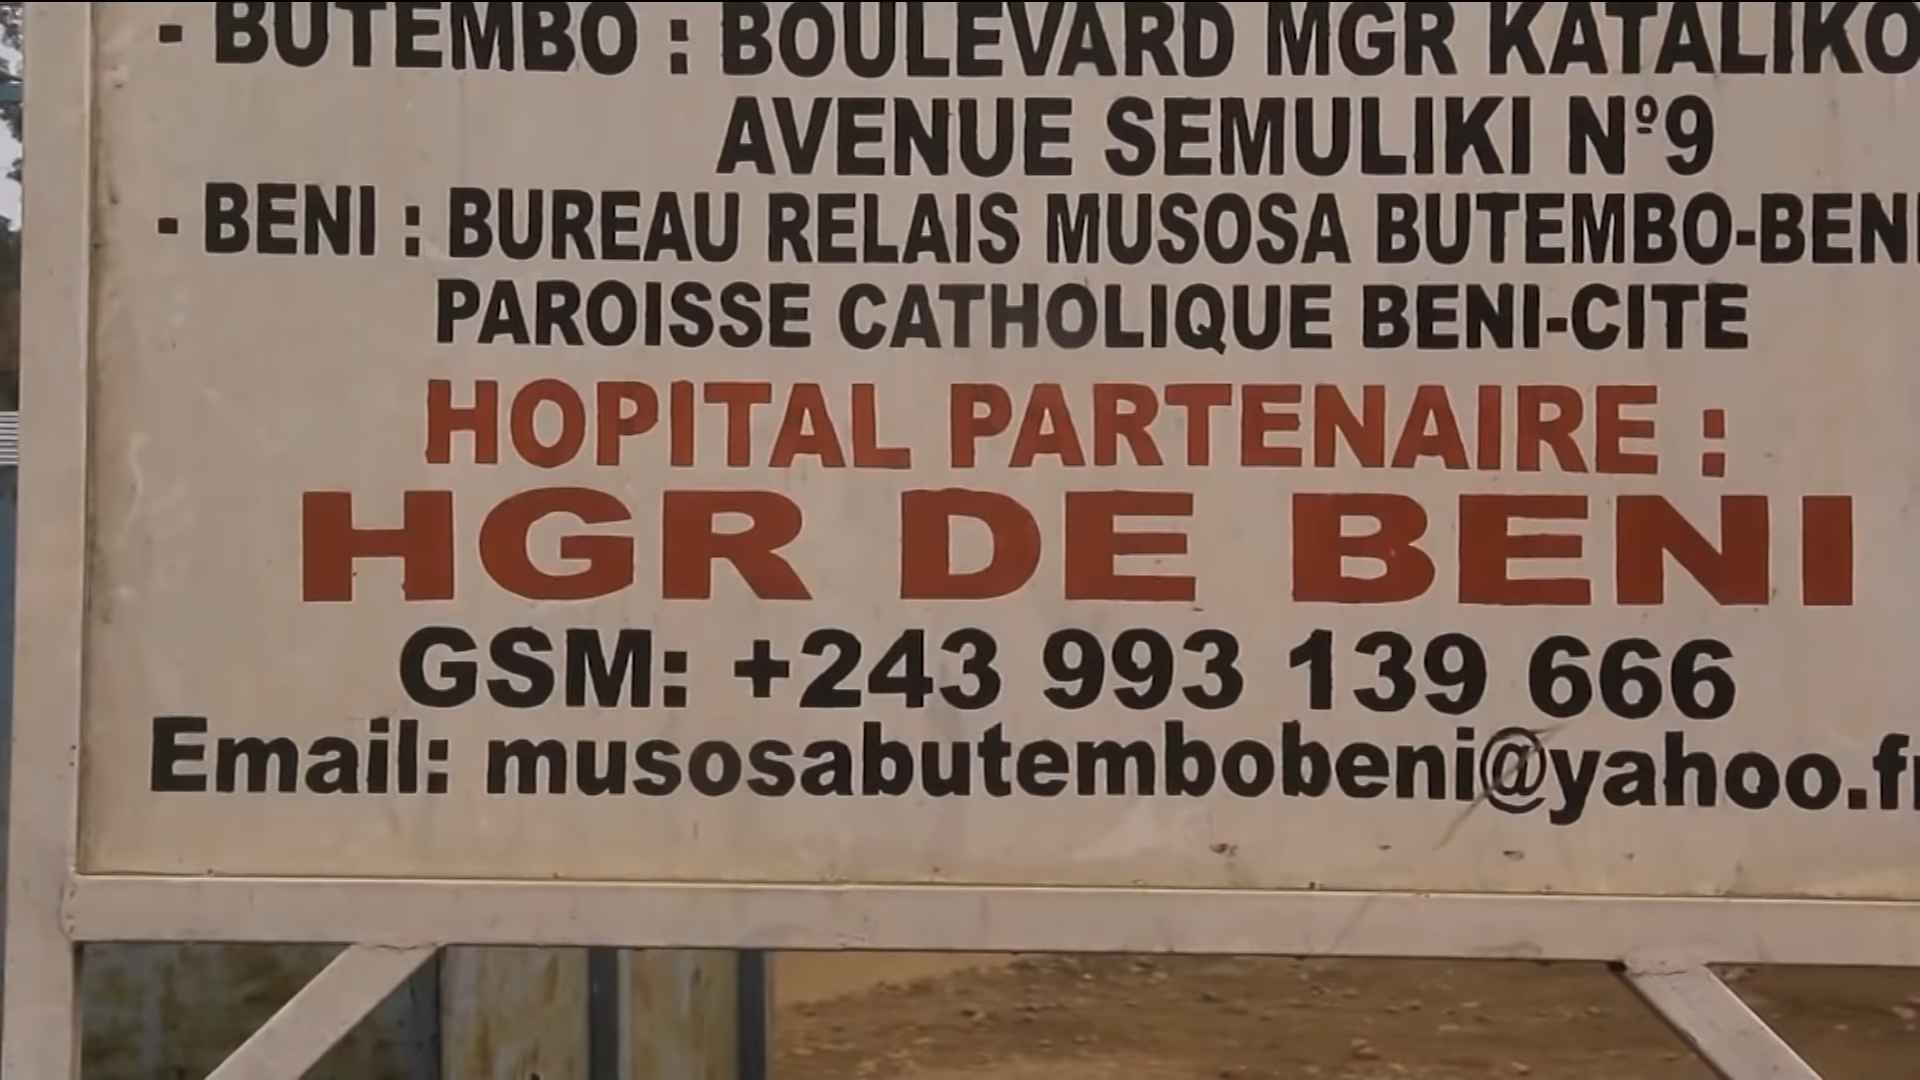 - BUTEMBO : BOULEVARD MGR KATALIKO
AVENUE SEMULIKI Nº9
- BENI : BUREAU RELAIS MUSOSA BUTEMBO-BENI
PAROISSE CATHOLIQUE BENI-CITE
HOPITAL PARTENAIRE :
HGR DE BENI
GSM: +243 993 139 666
Email: musosabutembobeni@yahoo.fr